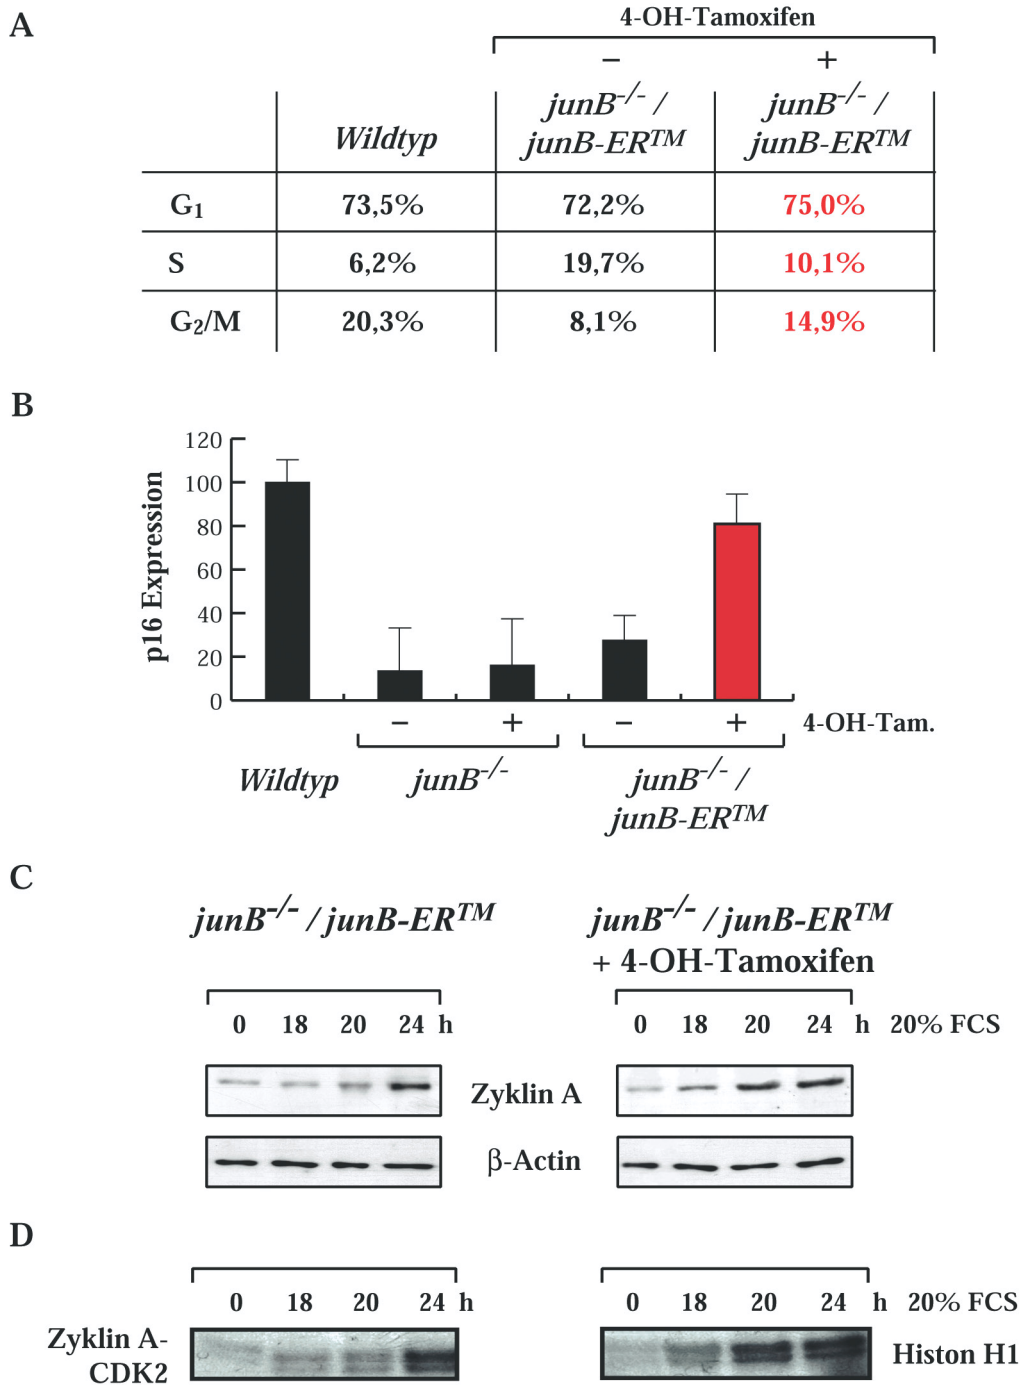 A
4-OH-Tamoxifen
− +
junB-/- / junB-/- /
Wildtyp junB-ERTM junB-ERTM
G1 73,5% 72,2% 75,0%
S 6,2% 19,7% 10,1%
G2/M 20,3% 8,1% 14,9%
B
p16 Expression
120
100
80
60
40
20
0
− + − + 4-OH-Tam.
Wildtyp junB-/- junB-/- /
junB-ERTM
C
junB-/- / junB-ERTM junB-/- / junB-ERTM
+ 4-OH-Tamoxifen
0 18 20 24 h 0 18 20 24 h 20% FCS
Zyklin A
β-Actin
D
0 18 20 24 h 0 18 20 24 h 20% FCS
Zyklin A-
CDK2 Histon H1